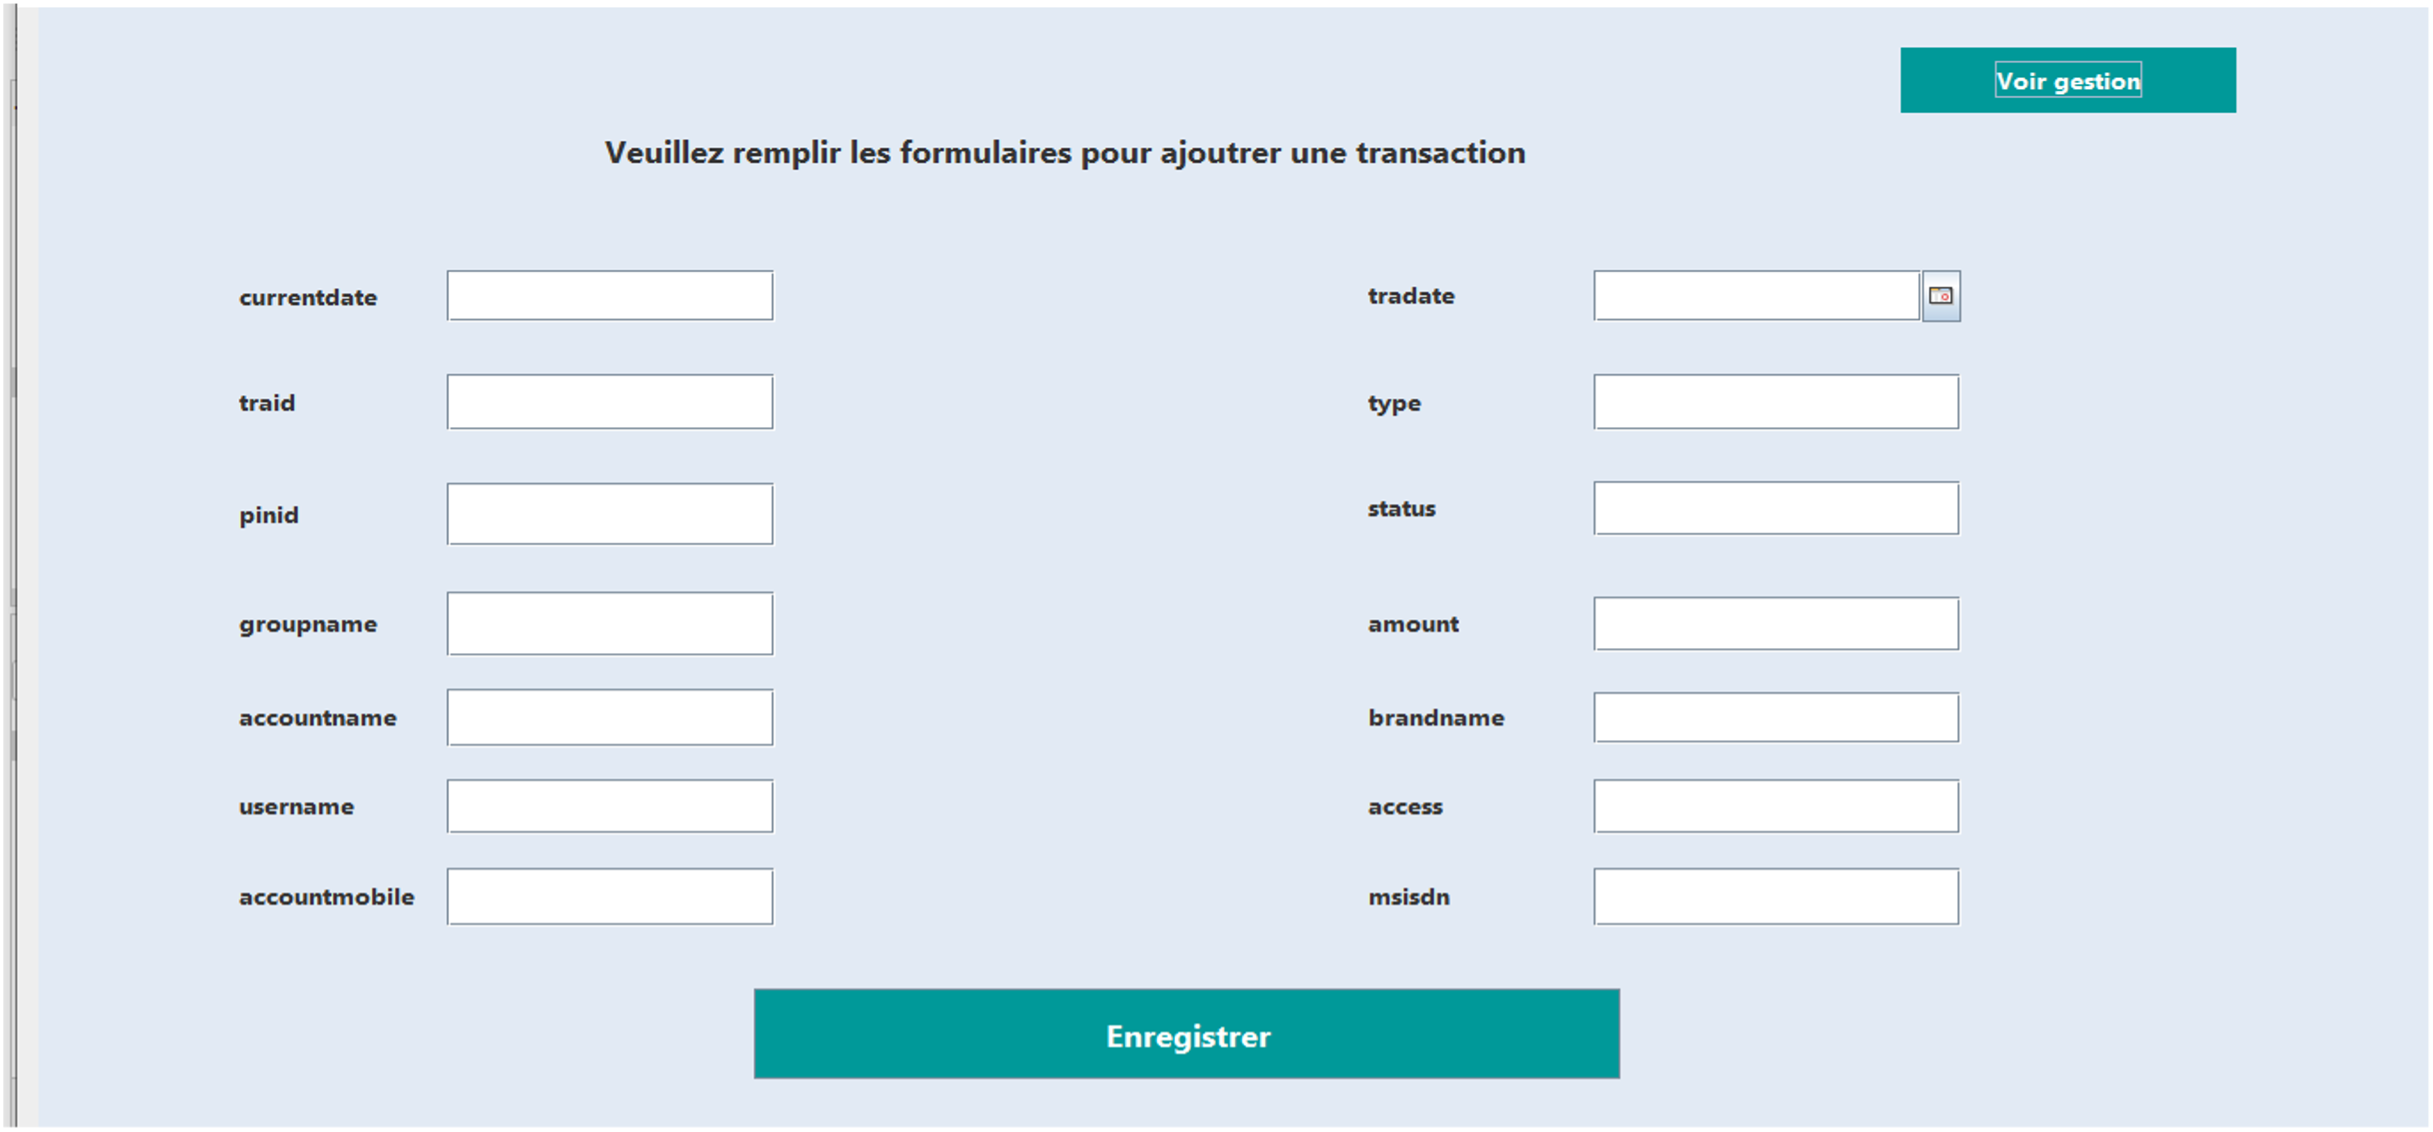 Voir gestion
Veuillez remplir les formulaires pour ajoutrer une transaction
currentdate
tradate
traid
type
pinid
status
groupname
amount
accountname
brandname
username
access
accountmobile
msisdn
Enregistrer